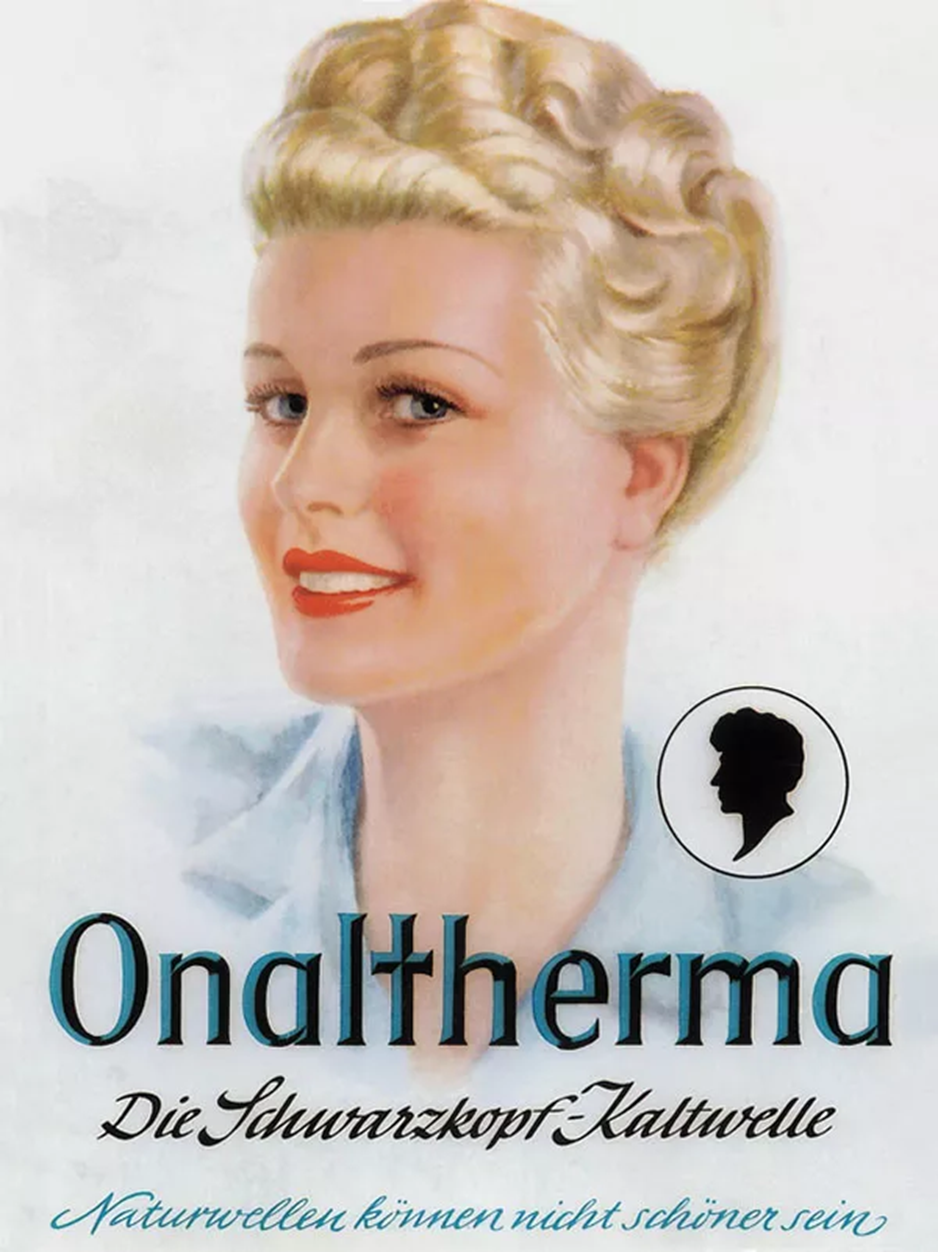 Onaltherma
Die Schwarzkopf-Kaltwelle
Naturwellen können nicht schöner sein